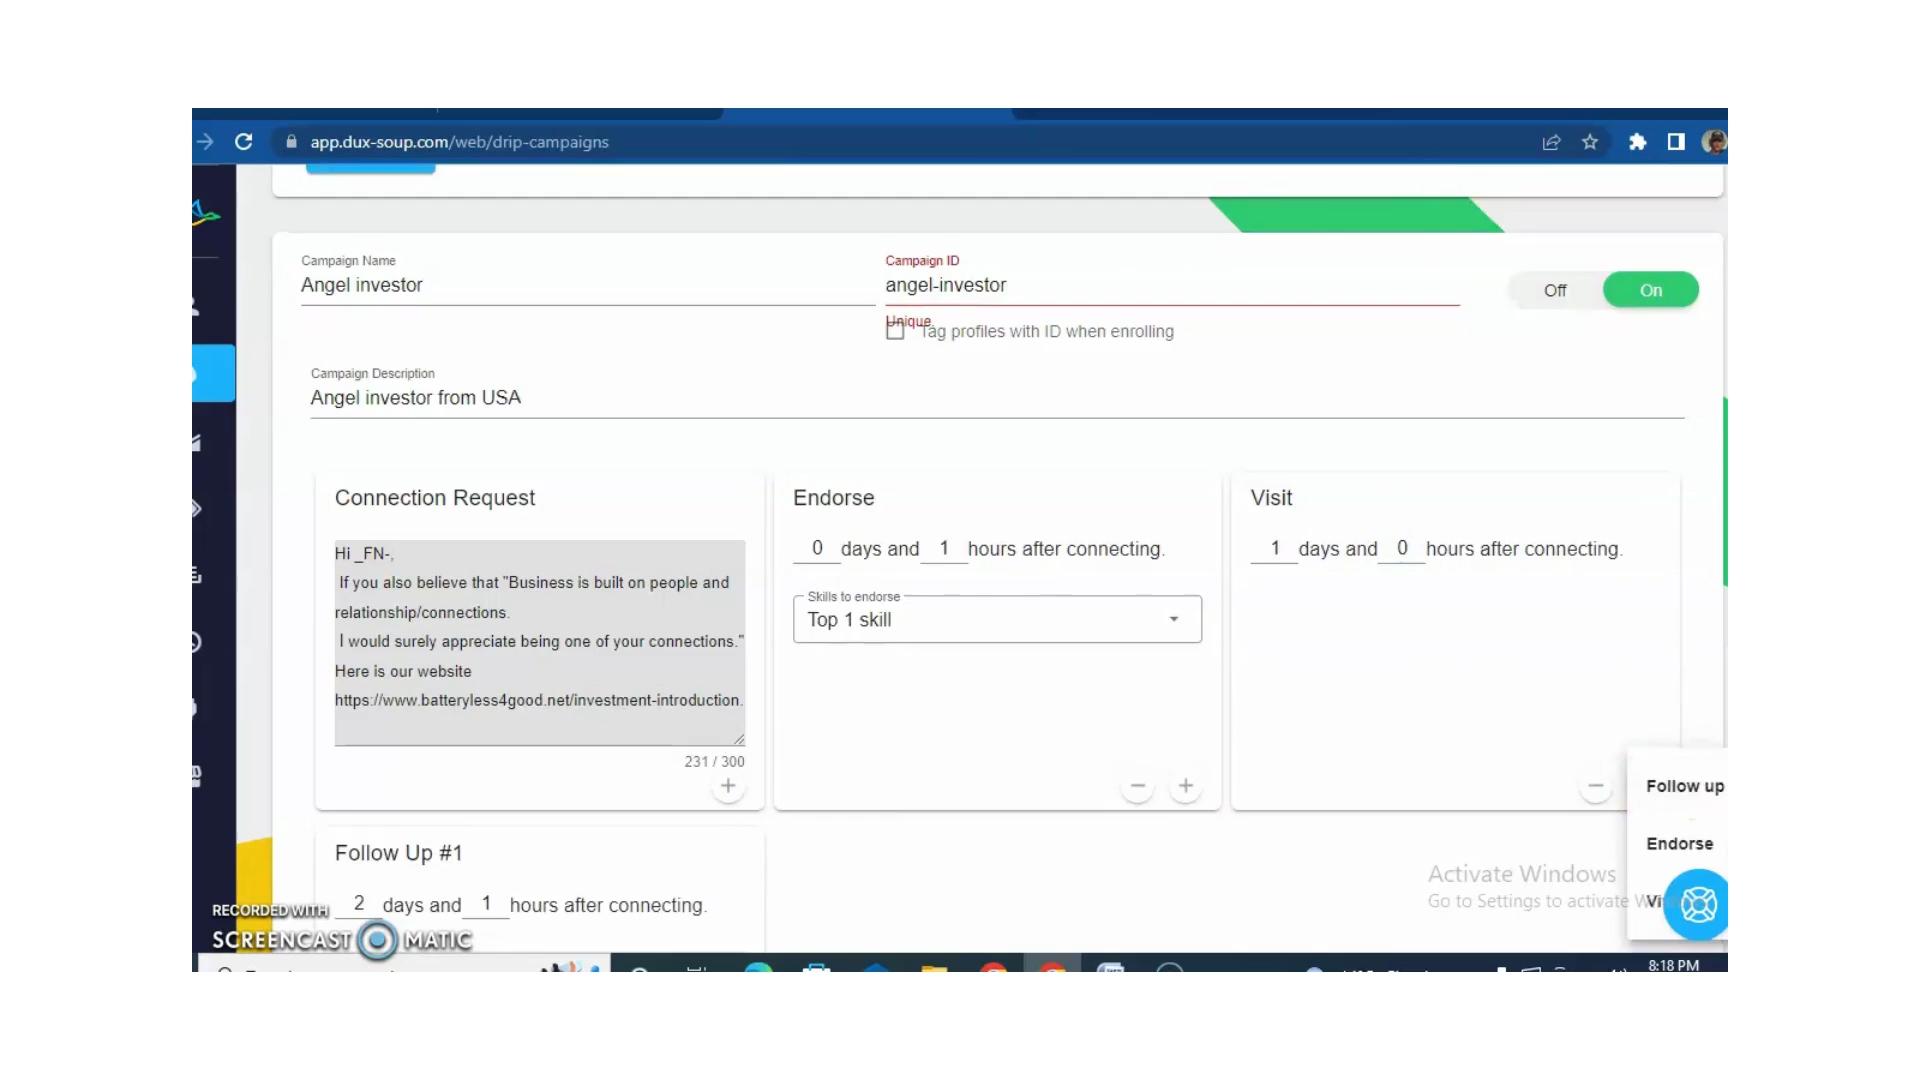 app.dux-soup.com/web/drip-campaigns
Campaign Name
Angel investor
Campaign ID
angel-investor
Unique
Tag profiles with ID when enrolling
Off
On
Campaign Description
Angel investor from USA
Connection Request
Hi _FN-,
If you also believe that "Business is built on people and
relationship/connections.
I would surely appreciate being one of your connections."
Here is our website
https://www.batteryless4good.net/investment-introduction.
231 / 300
Endorse
0 days and 1 hours after connecting.
Skills to endorse
Top 1 skill
Visit
1 days and 0 hours after connecting.
Follow up
Endorse
Vi
Follow Up #1
2 days and 1 hours after connecting.
Activate Windows
Go to Settings to activate W
RECORDED WITH
SCREENCAST MATIC
8:18 PM